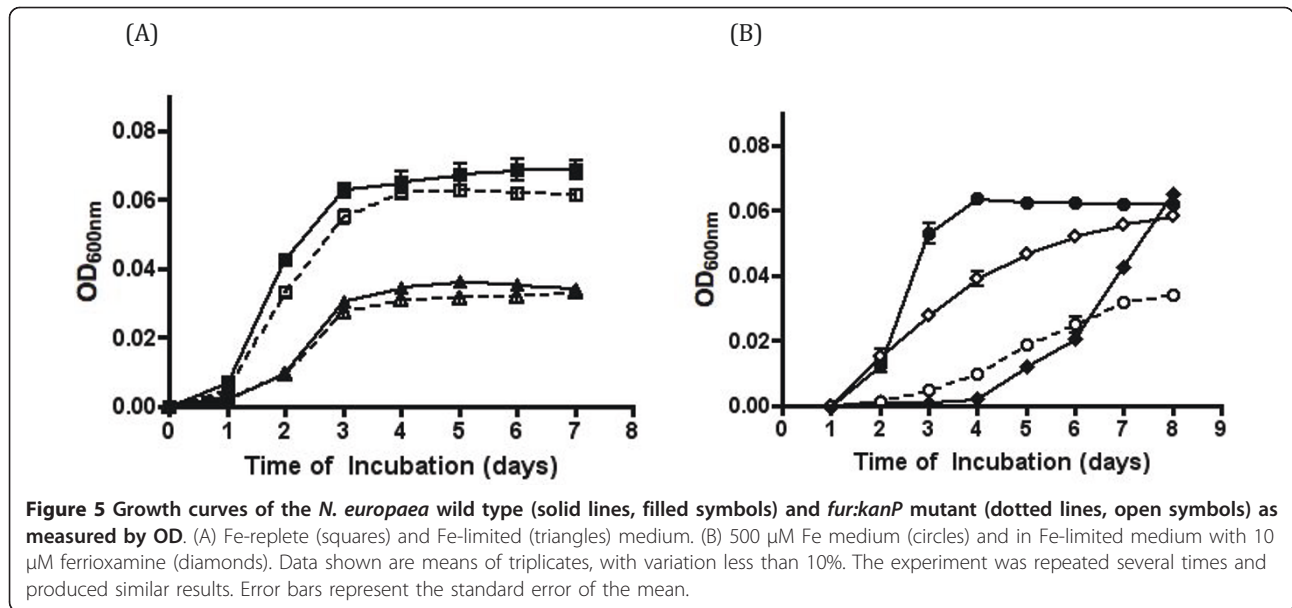 (A)
(B)
0.08
0.06
0.04
0.02
0.00
OD600nm
0 1 2 3 4 5 6 7 8
Time of Incubation (days)
0.08
0.06
0.04
0.02
0.00
OD600nm
0 1 2 3 4 5 6 7 8 9
Time of Incubation (days)
Figure 5 Growth curves of the N. europaea wild type (solid lines, filled symbols) and fur:kanP mutant (dotted lines, open symbols) as
measured by OD. (A) Fe-replete (squares) and Fe-limited (triangles) medium. (B) 500 μM Fe medium (circles) and in Fe-limited medium with 10
μM ferrioxamine (diamonds). Data shown are means of triplicates, with variation less than 10%. The experiment was repeated several times and
produced similar results. Error bars represent the standard error of the mean.